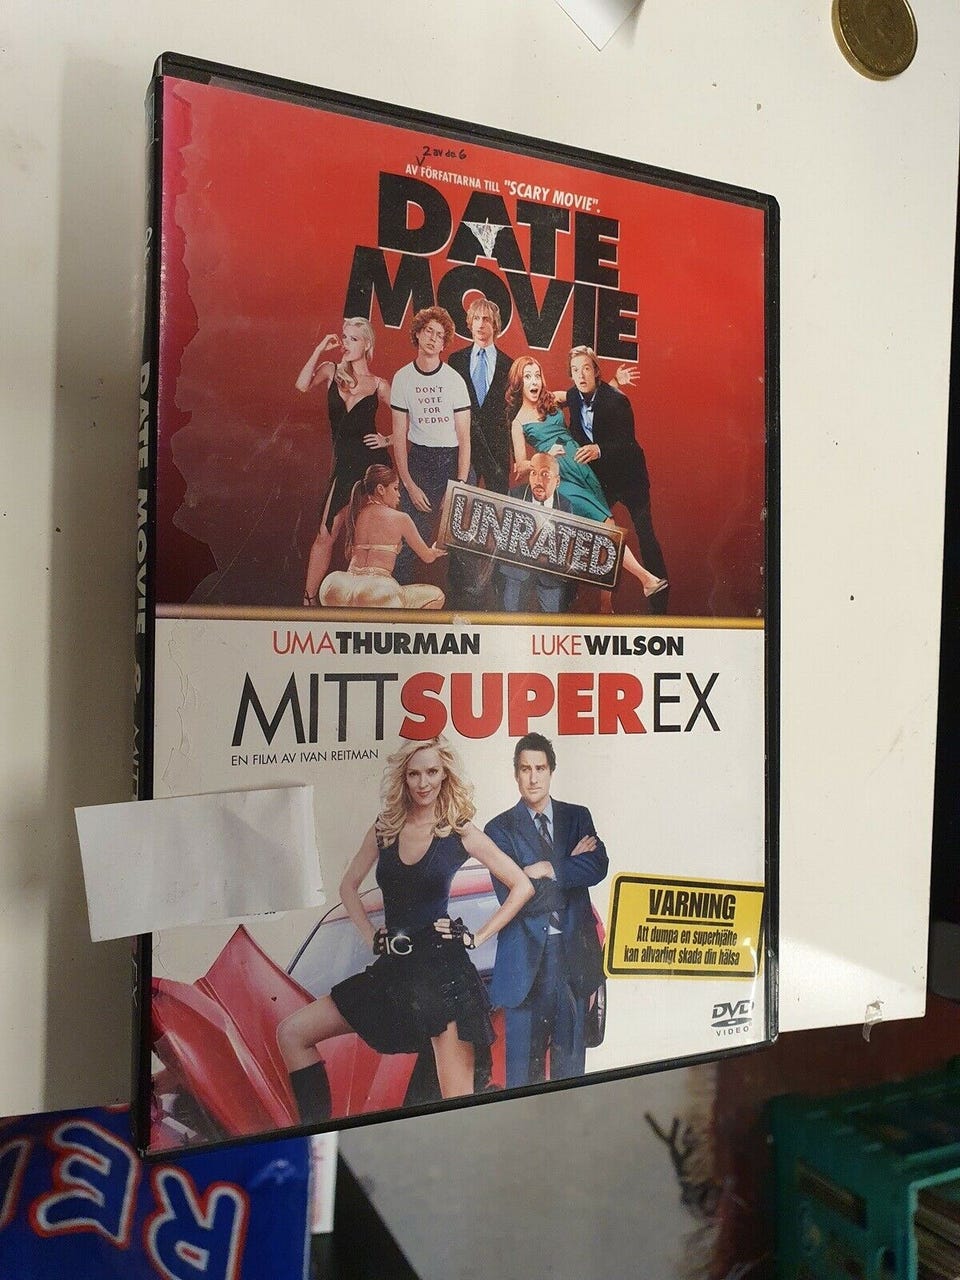 2 av de 6
AV FÖRFATTARNA TILL "SCARY MOVIE".
DATE
MOVIE
DON'T
VOTE
FOR
PEDRO
UNRATED
UMA THURMAN LUKE WILSON
MITT SUPER EX
EN FILM AV IVAN REITMAN
G
VARNING
Att dumpa en superhjälte
kan allvarligt skada din hälsa
DVD
VIDEO
DATE MOVIE & MITT
RE